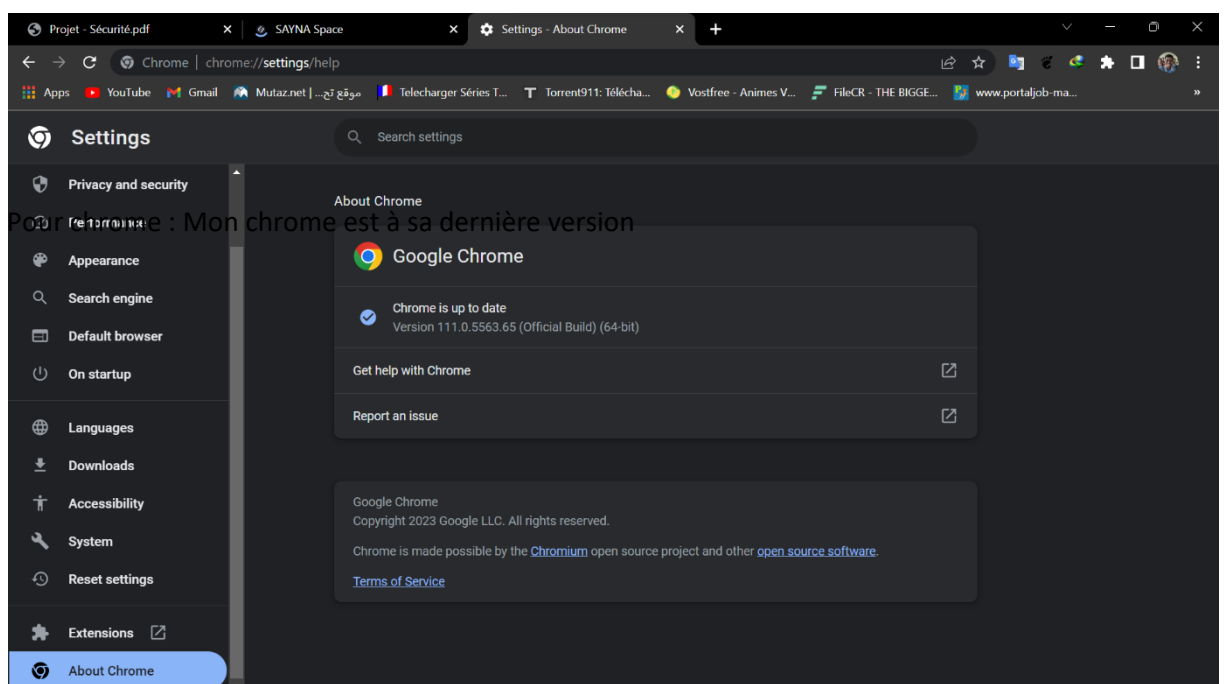 Projet - Sécurité.pdf
SAYNA Space
Settings - About Chrome
Chrome | chrome://settings/help
Apps
YouTube
Gmail
Mutaz.net | موقع تح...
Telecharger Séries T...
Torrent911: Télécha...
Vostfree - Animes V...
FileCR - THE BIGGE...
www.portaljob-ma...
»
Settings
Search settings
Privacy and security
Performance
Appearance
Search engine
Default browser
On startup
Languages
Downloads
Accessibility
System
Reset settings
Extensions
About Chrome
About Chrome
Pour chrome : Mon chrome est à sa dernière version
Google Chrome
Chrome is up to date
Version 111.0.5563.65 (Official Build) (64-bit)
Get help with Chrome
Report an issue
Google Chrome
Copyright 2023 Google LLC. All rights reserved.
Chrome is made possible by the Chromium open source project and other open source software.
Terms of Service